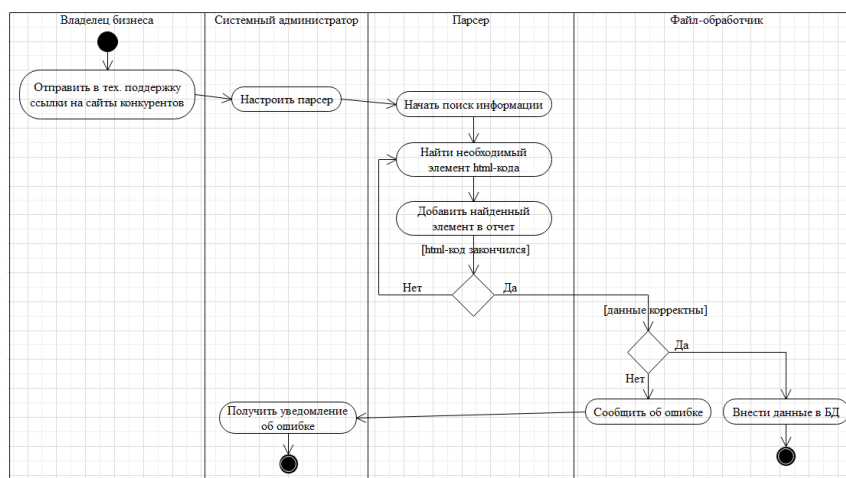 Владелец бизнеса
Системный администратор
Парсер
Файл-обработчик
Отправить в тех. поддержку
ссылки на сайты конкурентов
Настроить парсер
Начать поиск информации
Найти необходимый
элемент html-кода
Добавить найденный
элемент в отчет
[html-код закончился]
Нет
Да
[данные корректны]
Да
Нет
Получить уведомление
об ошибке
Сообщить об ошибке
Внести данные в БД